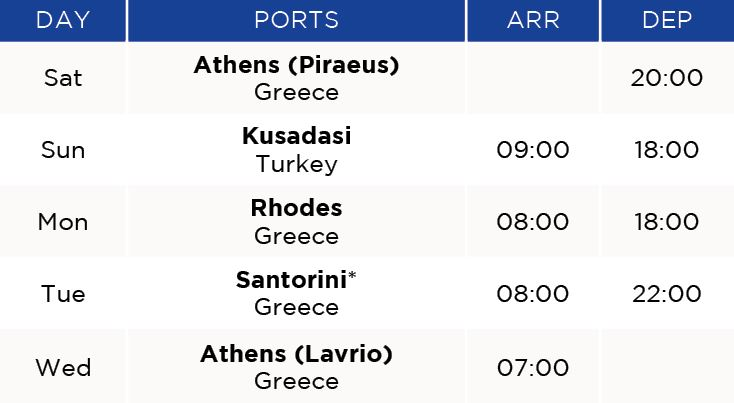 DAY PORTS ARR DEP
Sat Athens (Piraeus) Greece 20:00
Sun Kusadasi Turkey 09:00 18:00
Mon Rhodes Greece 08:00 18:00
Tue Santorini* Greece 08:00 22:00
Wed Athens (Lavrio) Greece 07:00